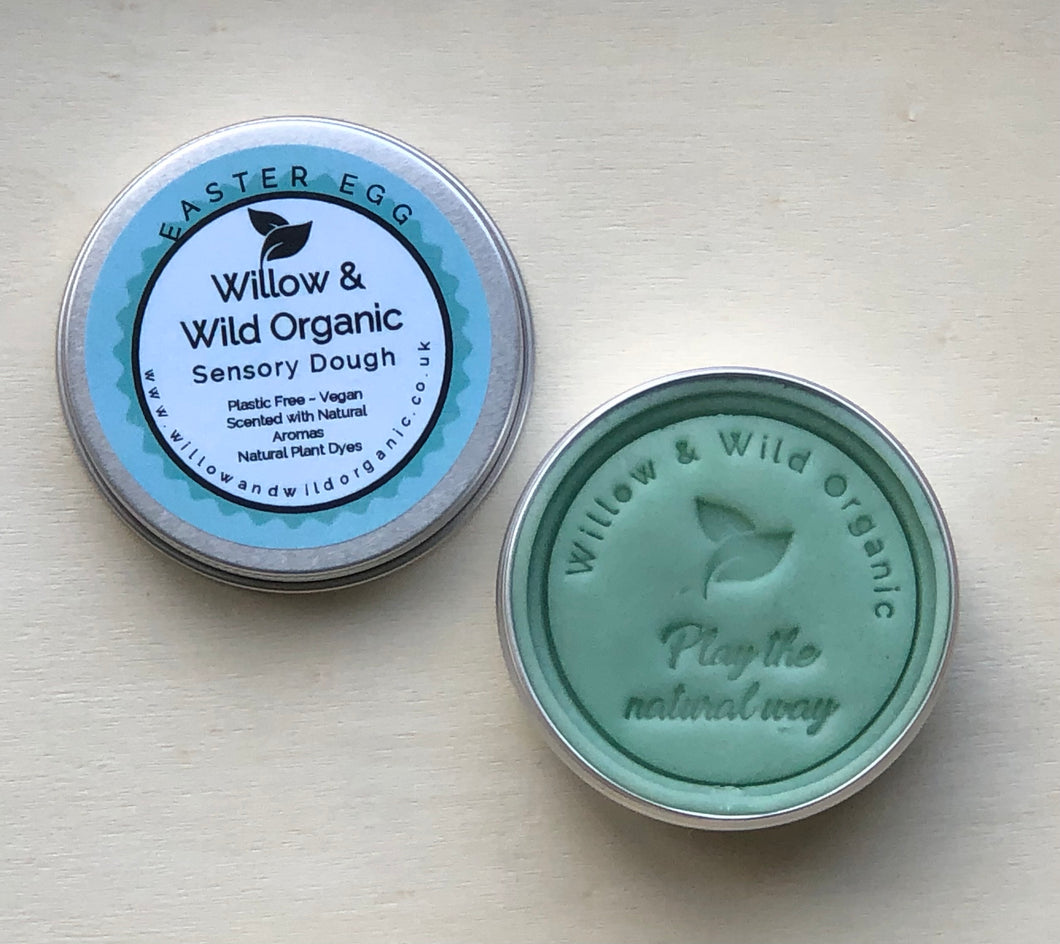 EASTER EGG
Willow &
Wild Organic
Sensory Dough
Plastic Free ~ Vegan
Scented with Natural
Aromas
Natural Plant Dyes
www.willowandwildorganic.co.uk
Willow & Wild Organic
Play the
natural way